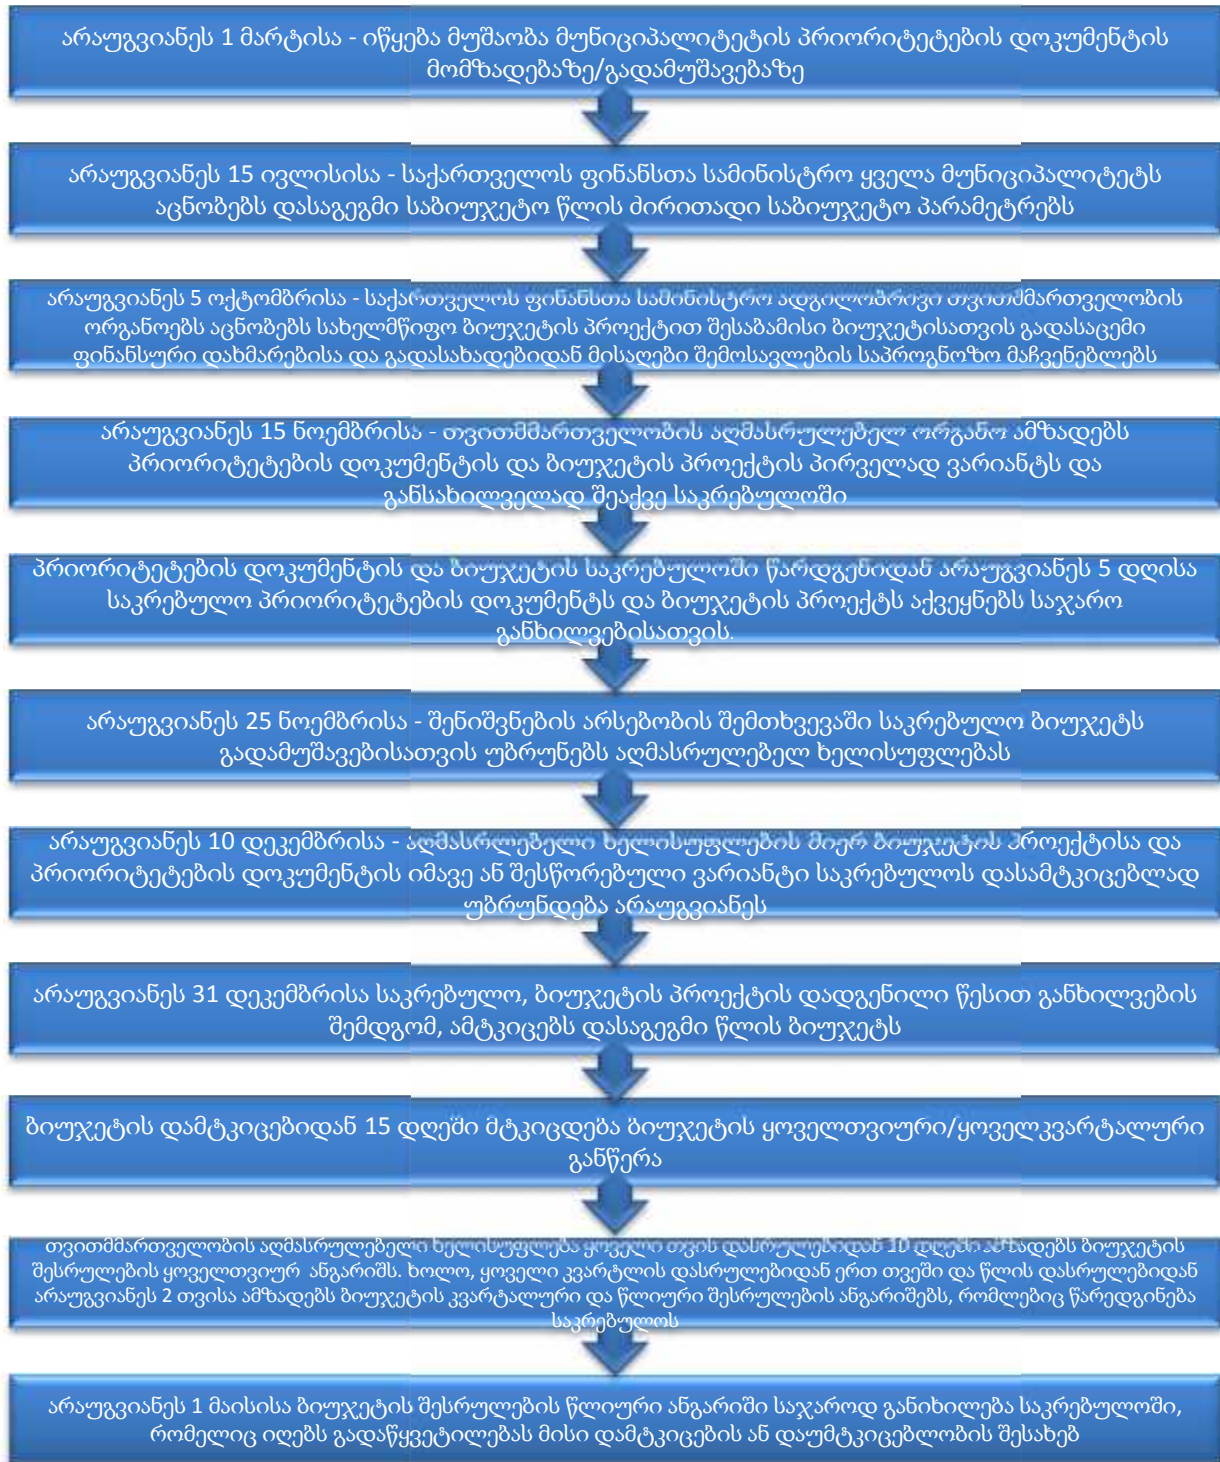 არაუგვიანეს 1 მარტისა - იწყება მუშაობა მუნიციპალიტეტის პრიორიტეტების დოკუმენტის
მომზადებაზე/გადამუშავებაზე
არაუგვიანეს 15 ივლისისა - საქართველოს ფინანსთა სამინისტრო ყველა მუნიციპალიტეტს
აცნობებს დასაგეგმი საბიუჯეტო წლის ძირითადი საბიუჯეტო პარამეტრებს
არაუგვიანეს 5 ოქტომბრისა - საქართველოს ფინანსთა სამინისტრო ადგილობრივი თვითმმართველობის
ორგანოებს აცნობებს სახელმწიფო ბიუჯეტის პროექტით შესაბამისი ბიუჯეტისათვის გადასაცემი
ფინანსური დახმარებისა და გადასახადებიდან მისაღები შემოსავლების საპროგნოზო მაჩვენებლებს
არაუგვიანეს 15 ნოემბრისა - თვითმმართველობის აღმასრულებელ ორგანო ამზადებს
პრიორიტეტების დოკუმენტის და ბიუჯეტის პროექტის პირველად ვარიანტს და
განსახილველად შეაქვე საკრებულოში
პრიორიტეტების დოკუმენტის და ბიუჯეტის საკრებულოში წარდგენიდან არაუგვიანეს 5 დღისა
საკრებულო პრიორიტეტების დოკუმენტს და ბიუჯეტის პროექტს აქვეყნებს საჯარო
განხილვებისათვის.
არაუგვიანეს 25 ნოემბრისა - შენიშვნების არსებობის შემთხვევაში საკრებულო ბიუჯეტს
გადამუშავებისათვის უბრუნებს აღმასრულებელ ხელისუფლებას
არაუგვიანეს 10 დეკემბრისა - აღმასრლებელი ხელისუფლების მიერ ბიუჯეტის პროექტისა და
პრიორიტეტების დოკუმენტის იმავე ან შესწორებული ვარიანტი საკრებულოს დასამტკიცებლად
უბრუნდება არაუგვიანეს
არაუგვიანეს 31 დეკემბრისა საკრებულო, ბიუჯეტის პროექტის დადგენილი წესით განხილვების
შემდგომ, ამტკიცებს დასაგეგმი წლის ბიუჯეტს
ბიუჯეტის დამტკიცებიდან 15 დღეში მტკიცდება ბიუჯეტის ყოველთვიური/ყოველკვარტალური
განწერა
თვითმმართველობის აღმასრულებელი ხელისუფლება ყოველი თვის დასრულებიდან 10 დღეში ამზადებს ბიუჯეტის
შესრულების ყოველთვიურ ანგარიშს. ხოლო, ყოველი კვარტლის დასრულებიდან ერთ თვეში და წლის დასრულებიდან
არაუგვიანეს 2 თვისა ამზადებს ბიუჯეტის კვარტალური და წლიური შესრულების ანგარიშებს, რომლებიც წარედგინება
საკრებულოს
არაუგვიანეს 1 მაისისა ბიუჯეტის შესრულების წლიური ანგარიში საჯაროდ განიხილება საკრებულოში,
რომელიც იღებს გადაწყვეტილებას მისი დამტკიცების ან დაუმტკიცებლობის შესახებ